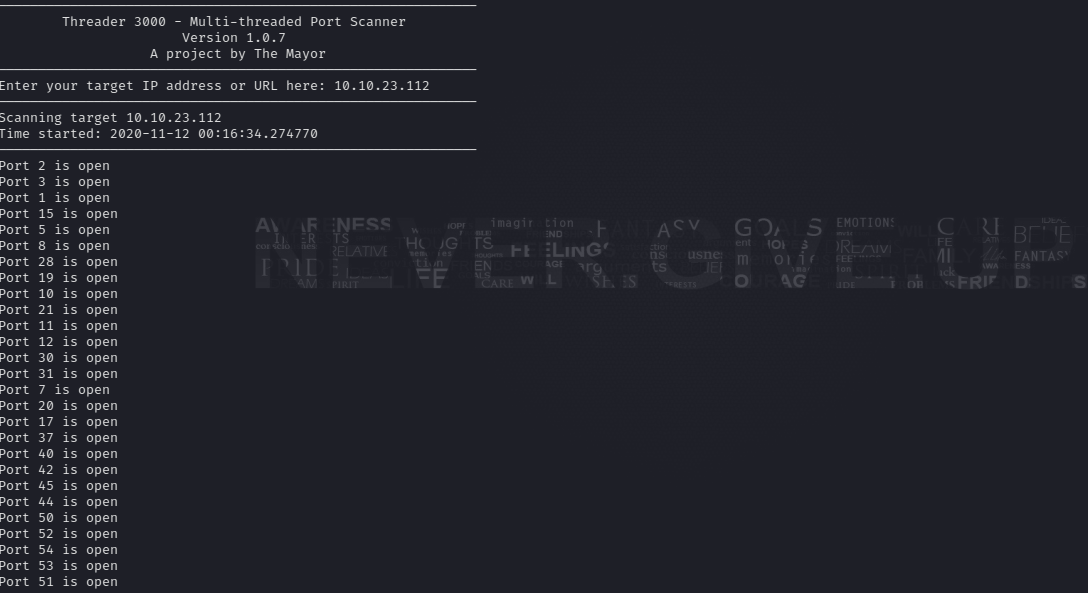 Threader 3000 - Multi-threaded Port Scanner
Version 1.0.7
A project by The Mayor
Enter your target IP address or URL here: 10.10.23.112
Scanning target 10.10.23.112
Time started: 2020-11-12 00:16:34.274770
Port 2 is open
Port 3 is open
Port 1 is open
Port 15 is open
Port 5 is open
Port 8 is open
Port 28 is open
Port 19 is open
Port 10 is open
Port 21 is open
Port 11 is open
Port 12 is open
Port 30 is open
Port 31 is open
Port 7 is open
Port 20 is open
Port 17 is open
Port 37 is open
Port 40 is open
Port 42 is open
Port 45 is open
Port 44 is open
Port 50 is open
Port 52 is open
Port 54 is open
Port 53 is open
Port 51 is open
NEVER GIVE UP